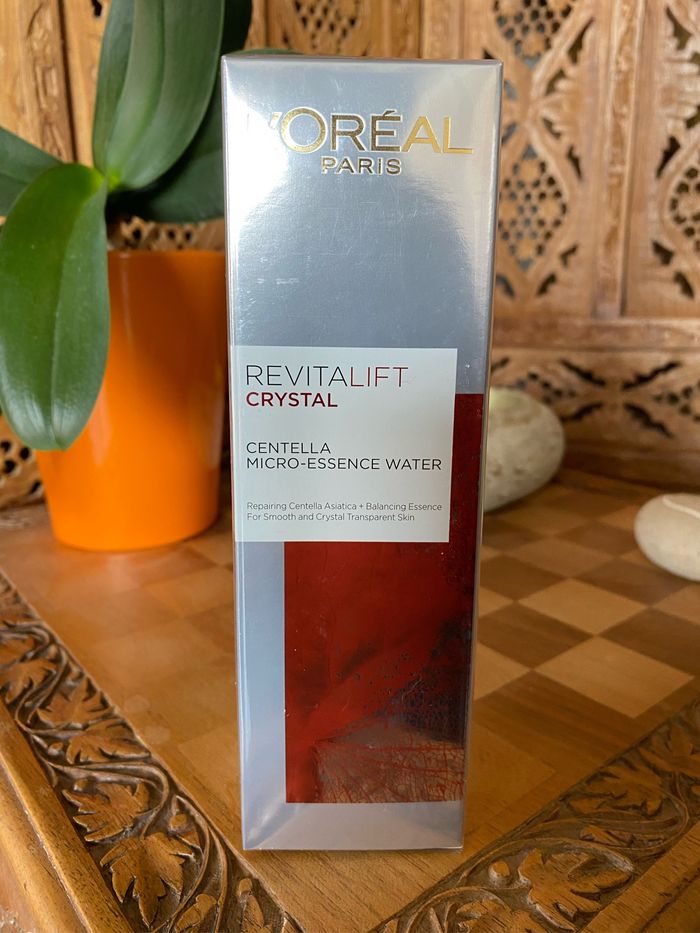 L'ORÉAL
PARIS
REVITALIFT
CRYSTAL
CENTELLA
MICRO-ESSENCE WATER
Repairing Centella Asiatica + Balancing Essence
For Smooth and Crystal Transparent Skin